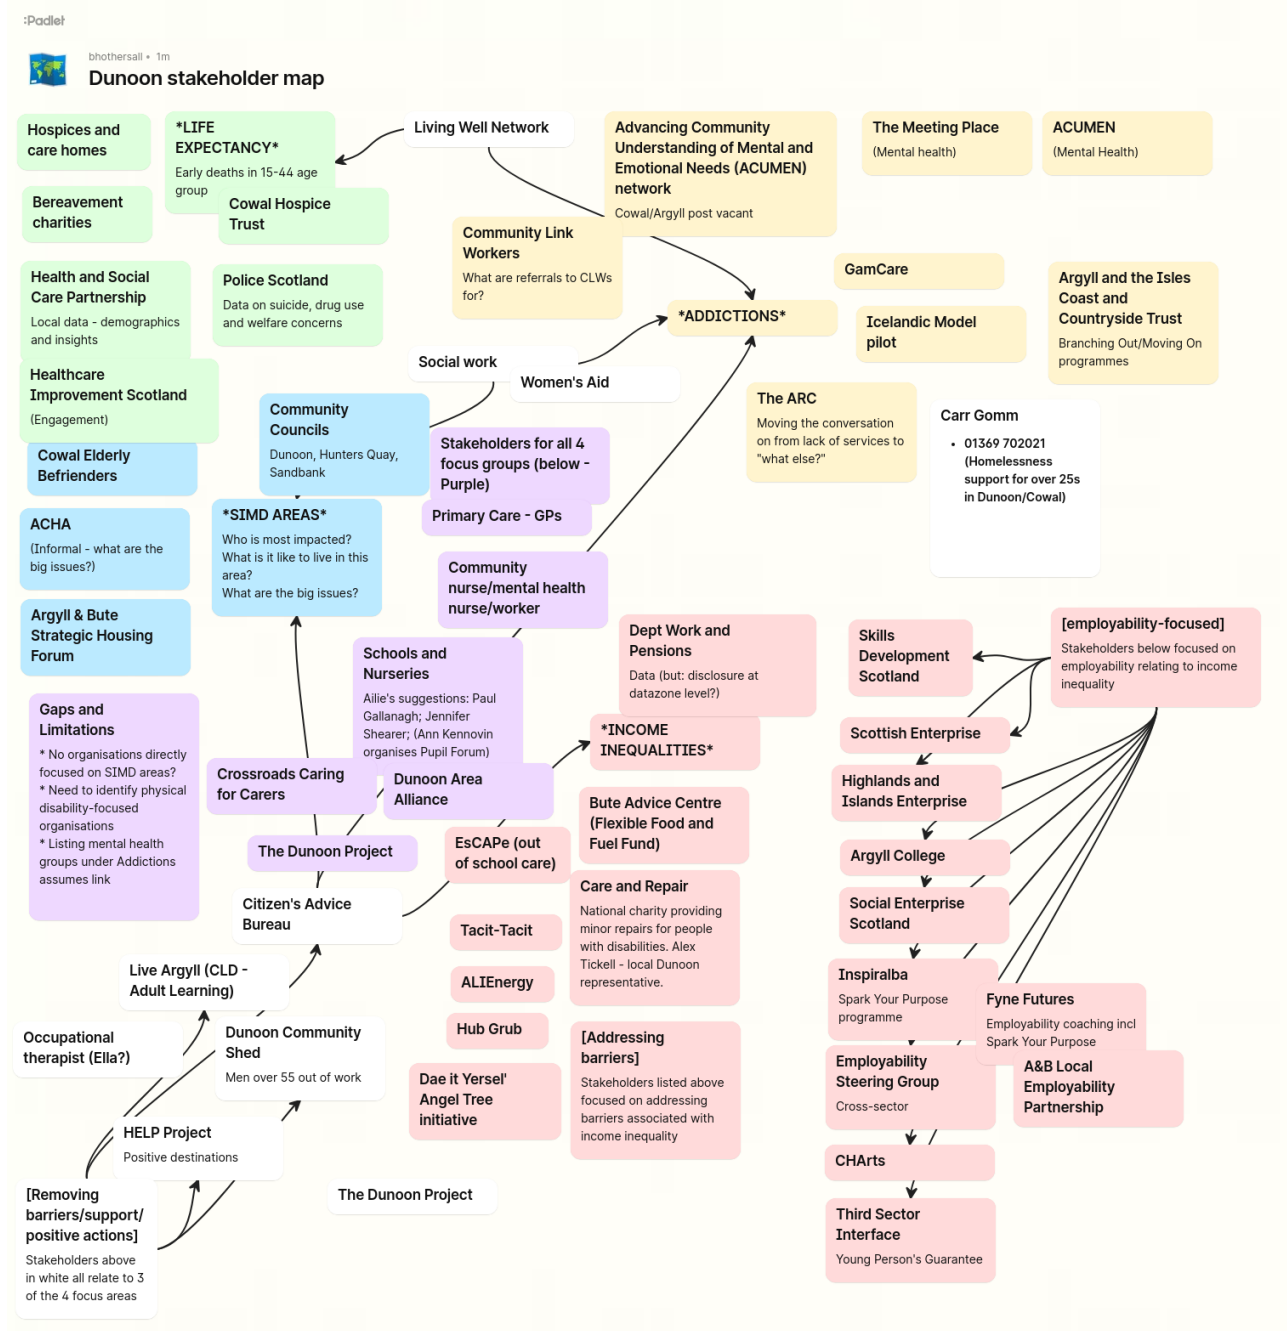 :Padlet
bhothersall • 1m
Dunoon stakeholder map
Hospices and
care homes
*LIFE
EXPECTANCY*
Early deaths in 15-44 age
group
Living Well Network
Advancing Community
Understanding of Mental and
Emotional Needs (ACUMEN)
network
Cowal/Argyll post vacant
The Meeting Place
(Mental health)
ACUMEN
(Mental Health)
Bereavement
charities
Cowal Hospice
Trust
Community Link
Workers
What are referrals to CLWs
for?
Health and Social
Care Partnership
Local data - demographics
and insights
Police Scotland
Data on suicide, drug use
and welfare concerns
GamCare
Argyll and the Isles
Coast and
Countryside Trust
Branching Out/Moving On
programmes
*ADDICTIONS*
Icelandic Model
pilot
Healthcare
Improvement Scotland
(Engagement)
Social work
Women's Aid
The ARC
Moving the conversation
on from lack of services to
"what else?"
Carr Gomm
• 01369 702021
(Homelessness
support for over 25s
in Dunoon/Cowal)
Community
Councils
Dunoon, Hunters Quay,
Sandbank
Stakeholders for all 4
focus groups (below -
Purple)
Cowal Elderly
Befrienders
Primary Care - GPs
ACHA
(Informal - what are the
big issues?)
*SIMD AREAS*
Who is most impacted?
What is it like to live in this
area?
What are the big issues?
Community
nurse/mental health
nurse/worker
Argyll & Bute
Strategic Housing
Forum
Schools and
Nurseries
Ailie's suggestions: Paul
Gallanagh; Jennifer
Shearer; (Ann Kennovin
organises Pupil Forum)
Dept Work and
Pensions
Data (but: disclosure at
datazone level?)
Skills
Development
Scotland
[employability-focused]
Stakeholders below focused on
employability relating to income
inequality
Gaps and
Limitations
* No organisations directly
focused on SIMD areas?
* Need to identify physical
disability-focused
organisations
* Listing mental health
groups under Addictions
assumes link
*INCOME
INEQUALITIES*
Scottish Enterprise
Crossroads Caring
for Carers
Dunoon Area
Alliance
Highlands and
Islands Enterprise
Bute Advice Centre
(Flexible Food and
Fuel Fund)
The Dunoon Project
EsCAPe (out
of school care)
Argyll College
Citizen's Advice
Bureau
Care and Repair
National charity providing
minor repairs for people
with disabilities. Alex
Tickell - local Dunoon
representative.
Social Enterprise
Scotland
Tacit-Tacit
Live Argyll (CLD -
Adult Learning)
ALIEnergy
Inspiralba
Spark Your Purpose
programme
Fyne Futures
Employability coaching incl
Spark Your Purpose
Occupational
therapist (Ella?)
Dunoon Community
Shed
Men over 55 out of work
Hub Grub
[Addressing
barriers]
Stakeholders listed above
focused on addressing
barriers associated with
income inequality
Employability
Steering Group
Cross-sector
A&B Local
Employability
Partnership
Dae it Yersel'
Angel Tree
initiative
HELP Project
Positive destinations
CHArts
[Removing
barriers/support/
positive actions]
Stakeholders above
in white all relate to 3
of the 4 focus areas
The Dunoon Project
Third Sector
Interface
Young Person's Guarantee